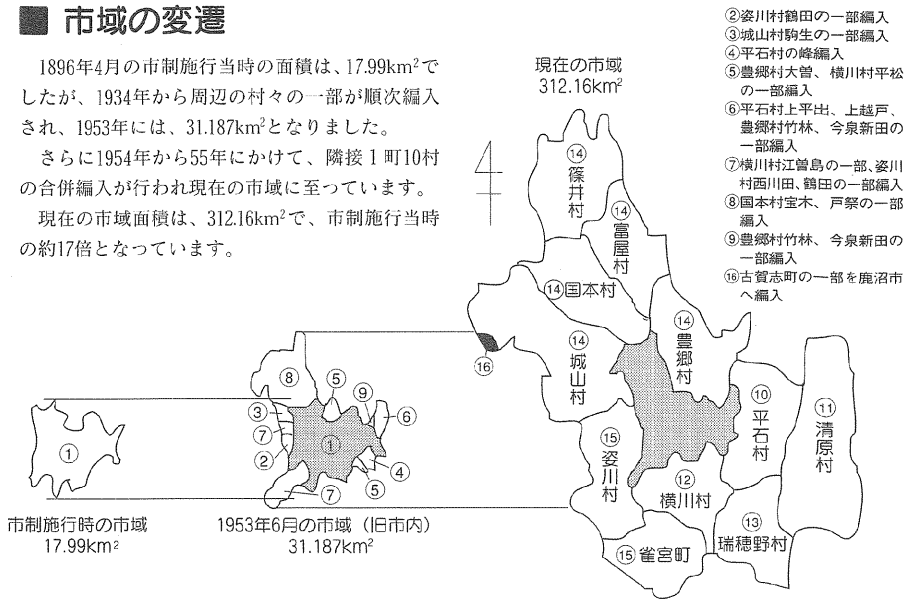 ■ 市域の変遷
1896年4月の市制施行当時の面積は、17.99km²で
したが、1934年から周辺の村々の一部が順次編入
され、1953年には、31.187km²となりました。
さらに1954年から55年にかけて、隣接1町10村
の合併編入が行われ現在の市域に至っています。
現在の市域面積は、312.16km²で、市制施行当時
の約17倍となっています。
②姿川村鶴田の一部編入
③城山村駒生の一部編入
④平石村の峰編入
⑤豊郷村大曽、横川村平松
の一部編入
⑥平石村上平出、上越戸、
豊郷村竹林、今泉新田の
一部編入
⑦横川村江曽島の一部、姿川
村西川田、鶴田の一部編入
⑧国本村宝木、戸祭の一部
編入
⑨豊郷村竹林、今泉新田の
一部編入
⑯古賀志町の一部を鹿沼市
へ編入
現在の市域
312.16km²
⑭篠井村
⑭富屋村
⑭国本村
⑭豊郷村
⑭城山村
⑯
⑩平石村
⑪清原村
⑮姿川村
⑫横川村
⑬瑞穂野村
⑮雀宮町
①
市制施行時の市域
17.99km²
⑧
⑤
⑨
⑥
③
⑦
②
①
④
⑤
⑦
1953年6月の市域（旧市内）
31.187km²